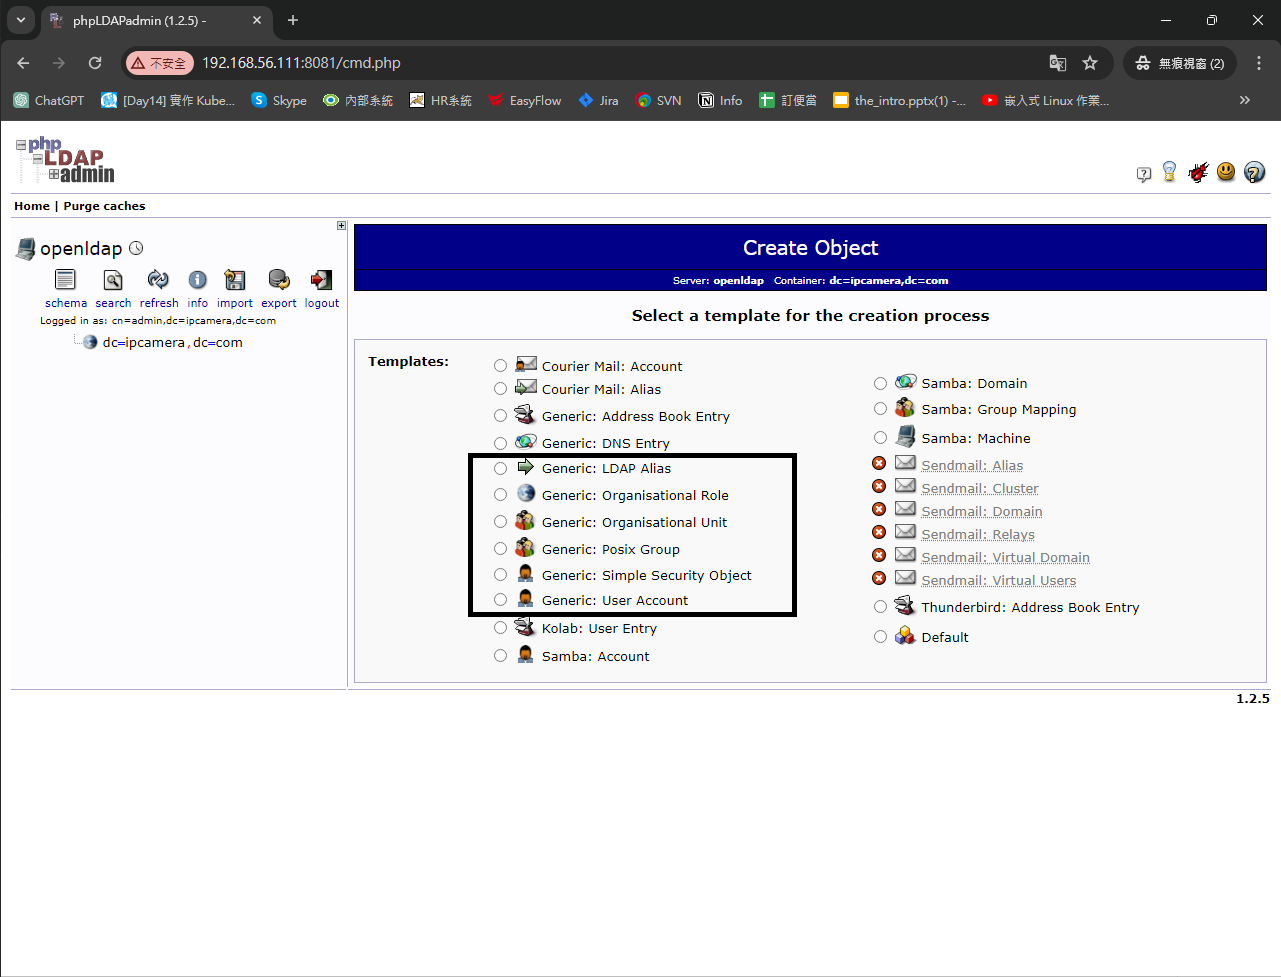 phpLDAPadmin (1.2.5) -
不安全
192.168.56.111:8081/cmd.php
無痕視窗 (2)
ChatGPT
[Day14] 實作 Kube...
Skype
內部系統
HR系統
EasyFlow
Jira
SVN
Info
訂便當
the_intro.pptx(1) -...
嵌入式 Linux 作業...
php
LDAP
admin
Home | Purge caches
openldap
schema search refresh info import export logout
Logged in as: cn=admin,dc=ipcamera,dc=com
dc=ipcamera,dc=com
Create Object
Server: openldap Container: dc=ipcamera,dc=com
Select a template for the creation process
Templates:
Courier Mail: Account
Courier Mail: Alias
Generic: Address Book Entry
Generic: DNS Entry
Generic: LDAP Alias
Generic: Organisational Role
Generic: Organisational Unit
Generic: Posix Group
Generic: Simple Security Object
Generic: User Account
Kolab: User Entry
Samba: Account
Samba: Domain
Samba: Group Mapping
Samba: Machine
Sendmail: Alias
Sendmail: Cluster
Sendmail: Domain
Sendmail: Relays
Sendmail: Virtual Domain
Sendmail: Virtual Users
Thunderbird: Address Book Entry
Default
1.2.5